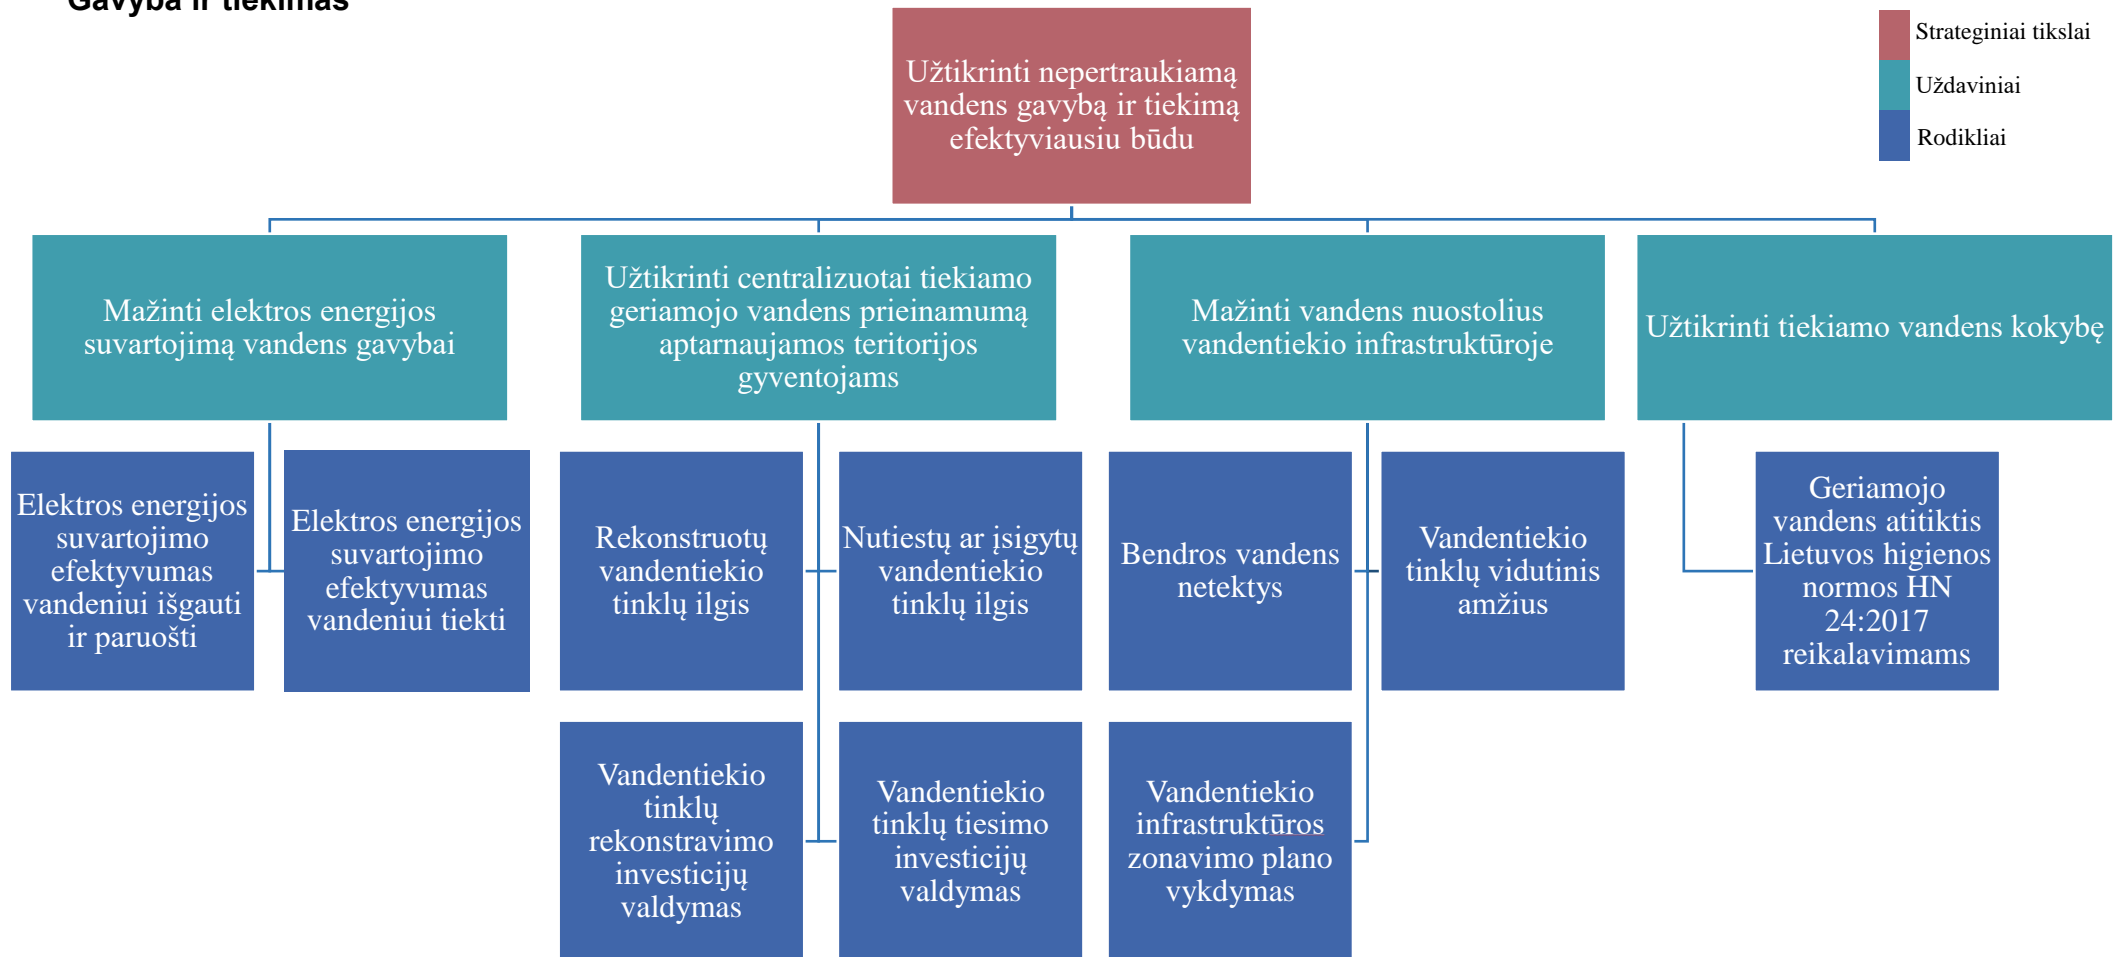 Gavyba ir tiekimas
Strateginiai tikslai
Uždaviniai
Rodikliai
Užtikrinti nepertraukiamą
vandens gavybą ir tiekimą
efektyviausiu būdu
Mažinti elektros energijos
suvartojimą vandens gavybai
Užtikrinti centralizuotai tiekiamo
geriamojo vandens prieinamumą
aptarnaujamos teritorijos
gyventojams
Mažinti vandens nuostolius
vandentiekio infrastruktūroje
Užtikrinti tiekiamo vandens kokybę
Elektros energijos
suvartojimo
efektyvumas
vandeniui išgauti
ir paruošti
Elektros energijos
suvartojimo
efektyvumas
vandeniui tiekti
Rekonstruotų
vandentiekio
tinklų ilgis
Nutiestų ar įsigytų
vandentiekio
tinklų ilgis
Bendros vandens
netektys
Vandentiekio
tinklų vidutinis
amžius
Geriamojo
vandens atitiktis
Lietuvos higienos
normos HN
24:2017
reikalavimams
Vandentiekio
tinklų
rekonstravimo
investicijų
valdymas
Vandentiekio
tinklų tiesimo
investicijų
valdymas
Vandentiekio
infrastruktūros
zonavimo plano
vykdymas